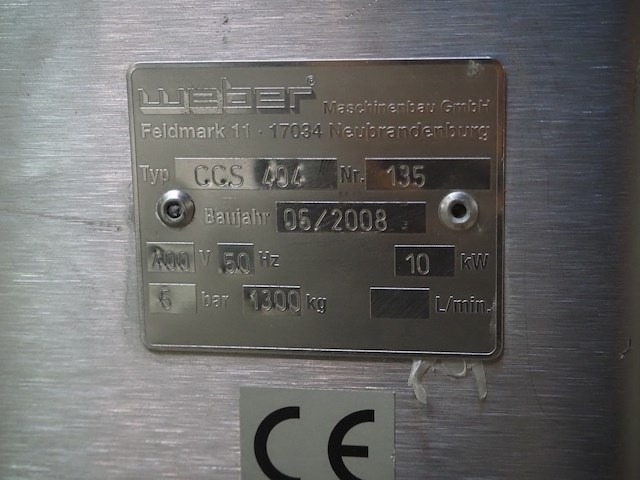 weber® Maschinenbau GmbH
Feldmark 11 · 17034 Neubrandenburg
Typ CCS 404 Nr. 135
Baujahr 06/2008
400 V 50 Hz 10 kW
6 bar 1300 kg L/min.
CE